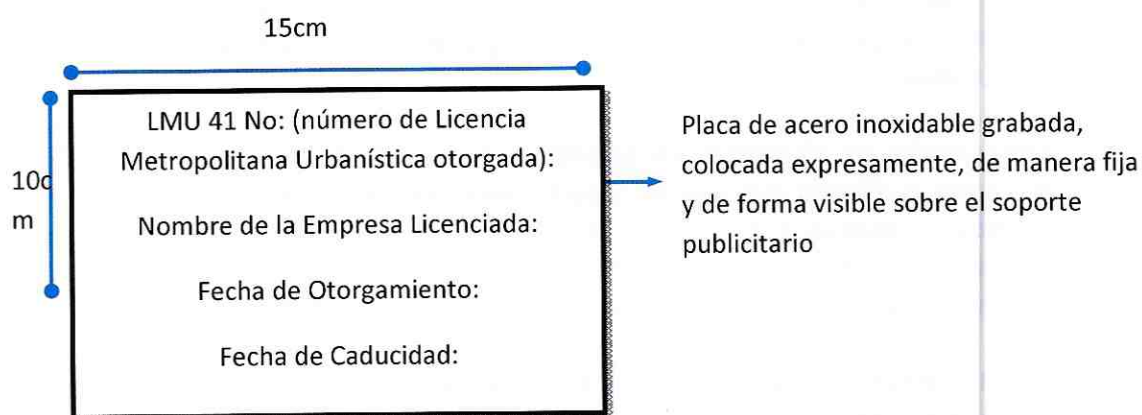 15cm
10c
m
LMU 41 No: (número de Licencia
Metropolitana Urbanística otorgada):
Nombre de la Empresa Licenciada:
Fecha de Otorgamiento:
Fecha de Caducidad:
Placa de acero inoxidable grabada,
colocada expresamente, de manera fija
y de forma visible sobre el soporte
publicitario